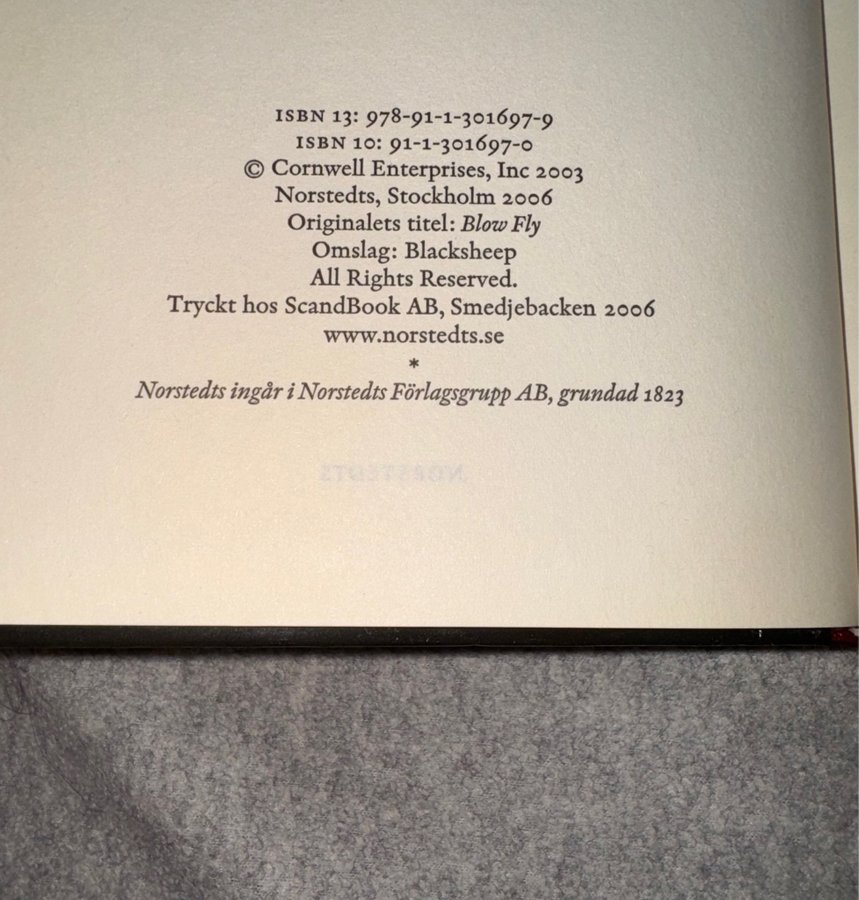 ISBN 13: 978-91-1-301697-9
ISBN 10: 91-1-301697-0
© Cornwell Enterprises, Inc 2003
Norstedts, Stockholm 2006
Originalets titel: Blow Fly
Omslag: Blacksheep
All Rights Reserved.
Tryckt hos ScandBook AB, Smedjebacken 2006
www.norstedts.se
*
Norstedts ingår i Norstedts Förlagsgrupp AB, grundad 1823
NORSTEDTS